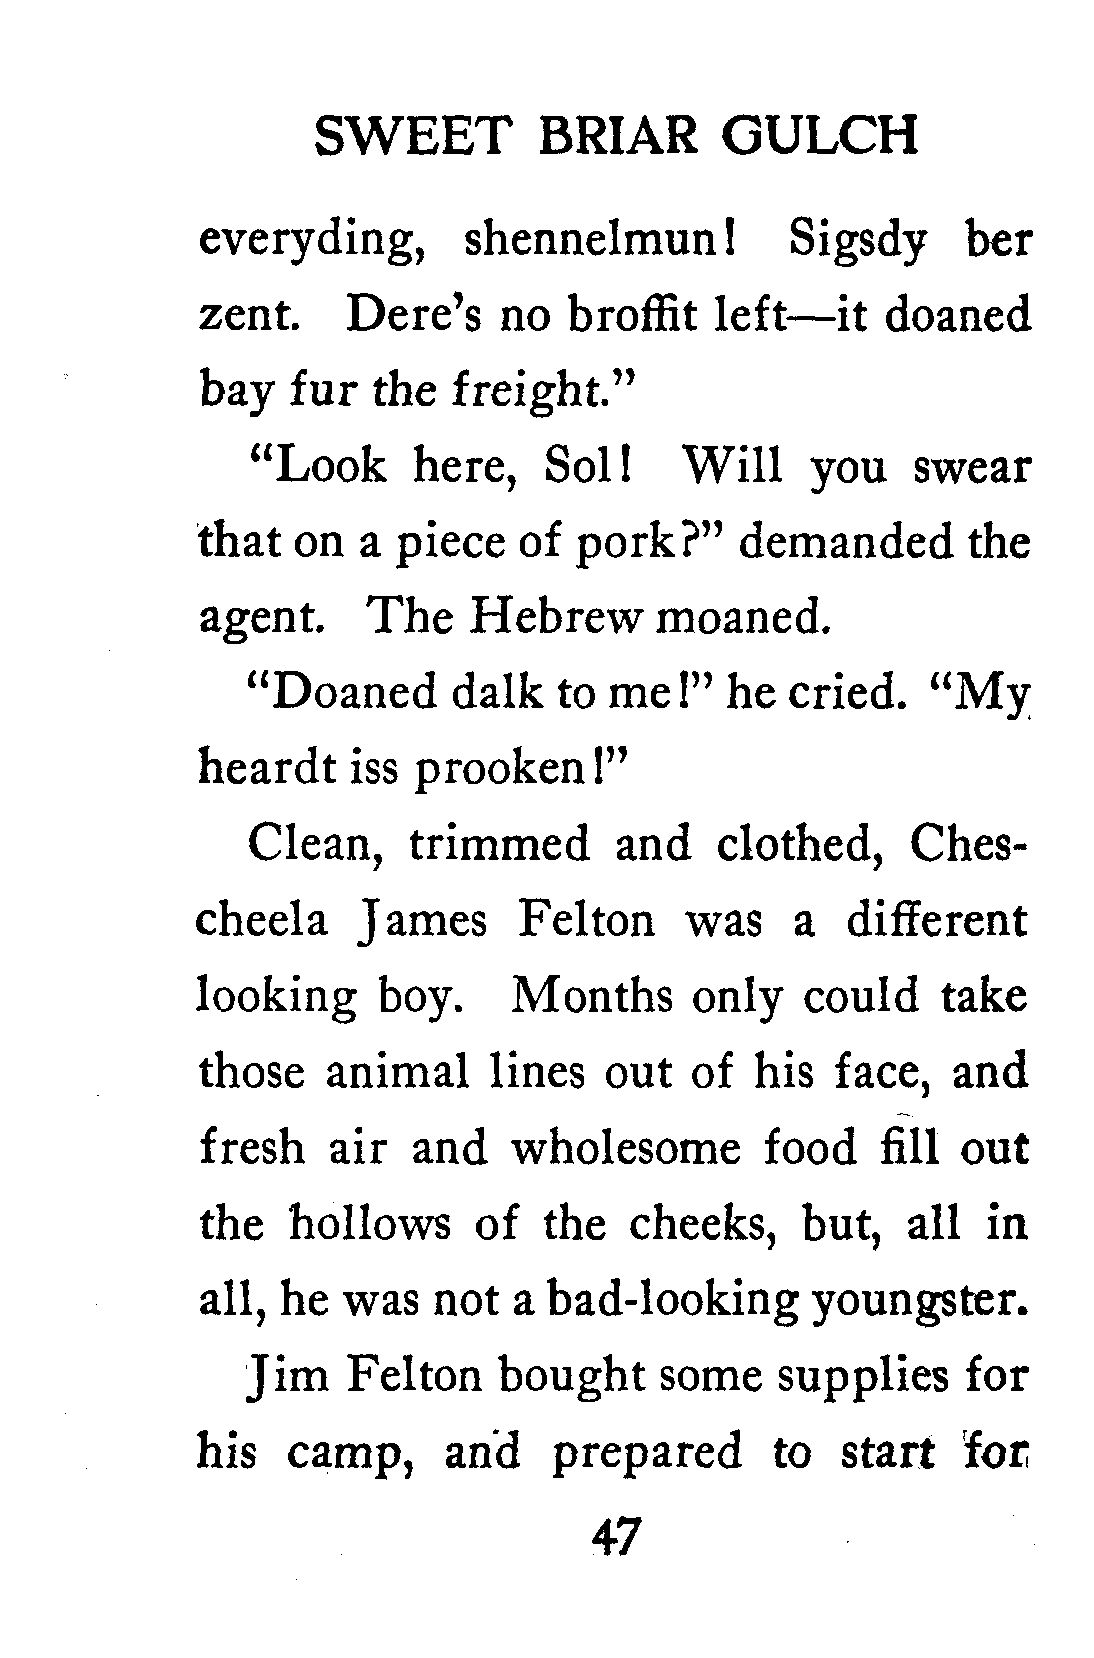 SWEET BRIAR GULCH
everyding, shennelmun! Sigsdy ber
zent. Dere's no broffit left—it doaned
bay fur the freight."
"Look here, Sol! Will you swear
that on a piece of pork?" demanded the
agent. The Hebrew moaned.
"Doaned dalk to me!" he cried. "My
heardt iss prooken!"
Clean, trimmed and clothed, Ches-
cheela James Felton was a different
looking boy. Months only could take
those animal lines out of his face, and
fresh air and wholesome food fill out
the hollows of the cheeks, but, all in
all, he was not a bad-looking youngster.
Jim Felton bought some supplies for
his camp, and prepared to start for
47